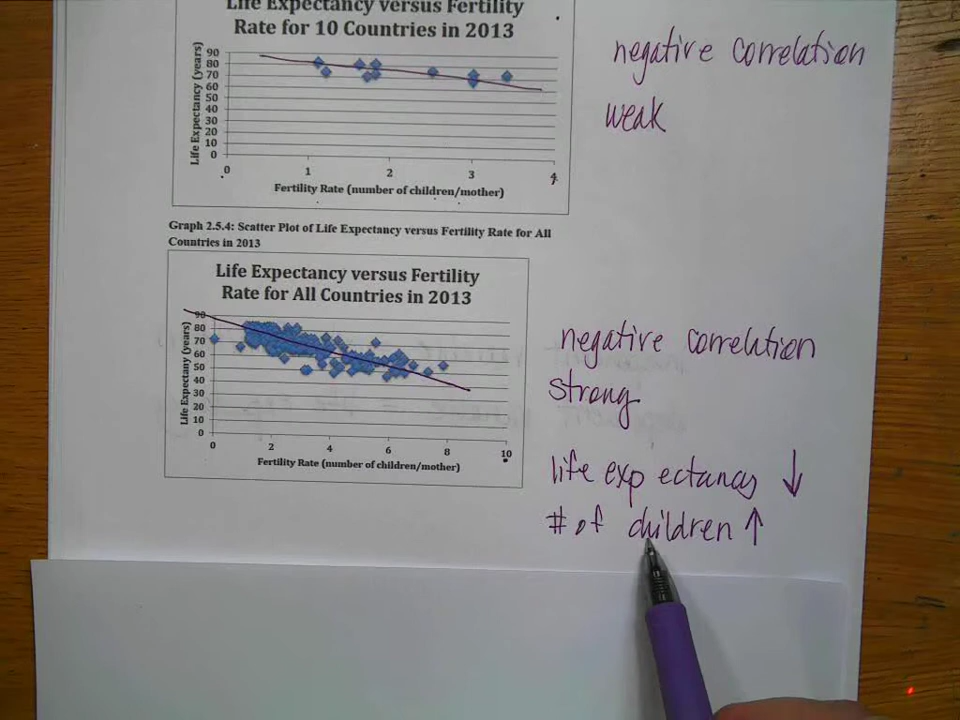 Life Expectancy versus Fertility
Rate for 10 Countries in 2013
Life Expectancy (years)
90
80
70
60
50
40
30
20
10
0
0 1 2 3 4
Fertility Rate (number of children/mother)
negative correlation
weak
Graph 2.5.4: Scatter Plot of Life Expectancy versus Fertility Rate for All
Countries in 2013
Life Expectancy versus Fertility
Rate for All Countries in 2013
Life Expectany (years)
90
80
70
60
50
40
30
20
10
0
0 2 4 6 8 10
Fertility Rate (number of children/mother)
negative correlation
strong
life expectancy ↓
# of children ↑